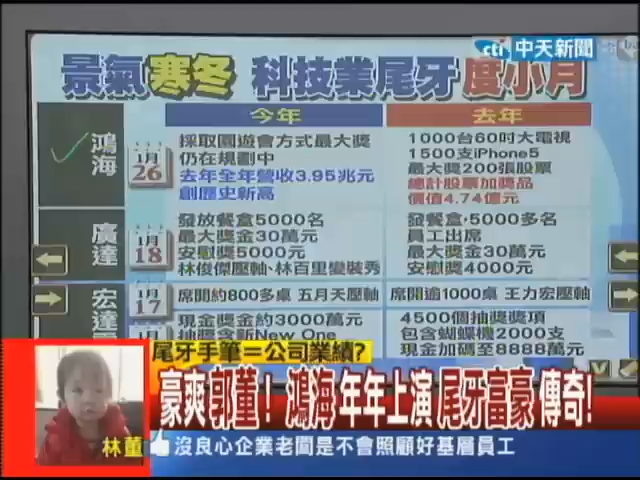 cti 中天新聞
景氣寒冬 科技業尾牙度小月
今年
去年
鴻海
1月
26
採取園遊會方式最大獎
仍在規劃中
去年全年營收3.95兆元
創歷史新高
1000台60吋大電視
1500支iPhone5
最大獎200張股票
總計股票加獎品
價值4.74億元
廣達
1月
18
發放餐盒5000名
最大獎金30萬元
安慰獎5000元
林俊傑壓軸、林百里變裝秀
發餐盒,5000多名
員工出席
最大獎金30萬元
安慰獎4000元
宏達
1月
17
席開約800多桌 五月天壓軸
現金獎金約3000萬元
抽獎含新New One
席開逾1000桌 王力宏壓軸
4500個抽獎獎項
包含蝴蝶機2000支
現金加碼至8888萬元
尾牙手筆=公司業績?
豪爽郭董! 鴻海年年上演尾牙富豪傳奇!
林董
沒良心企業老闆是不會照顧好基層員工